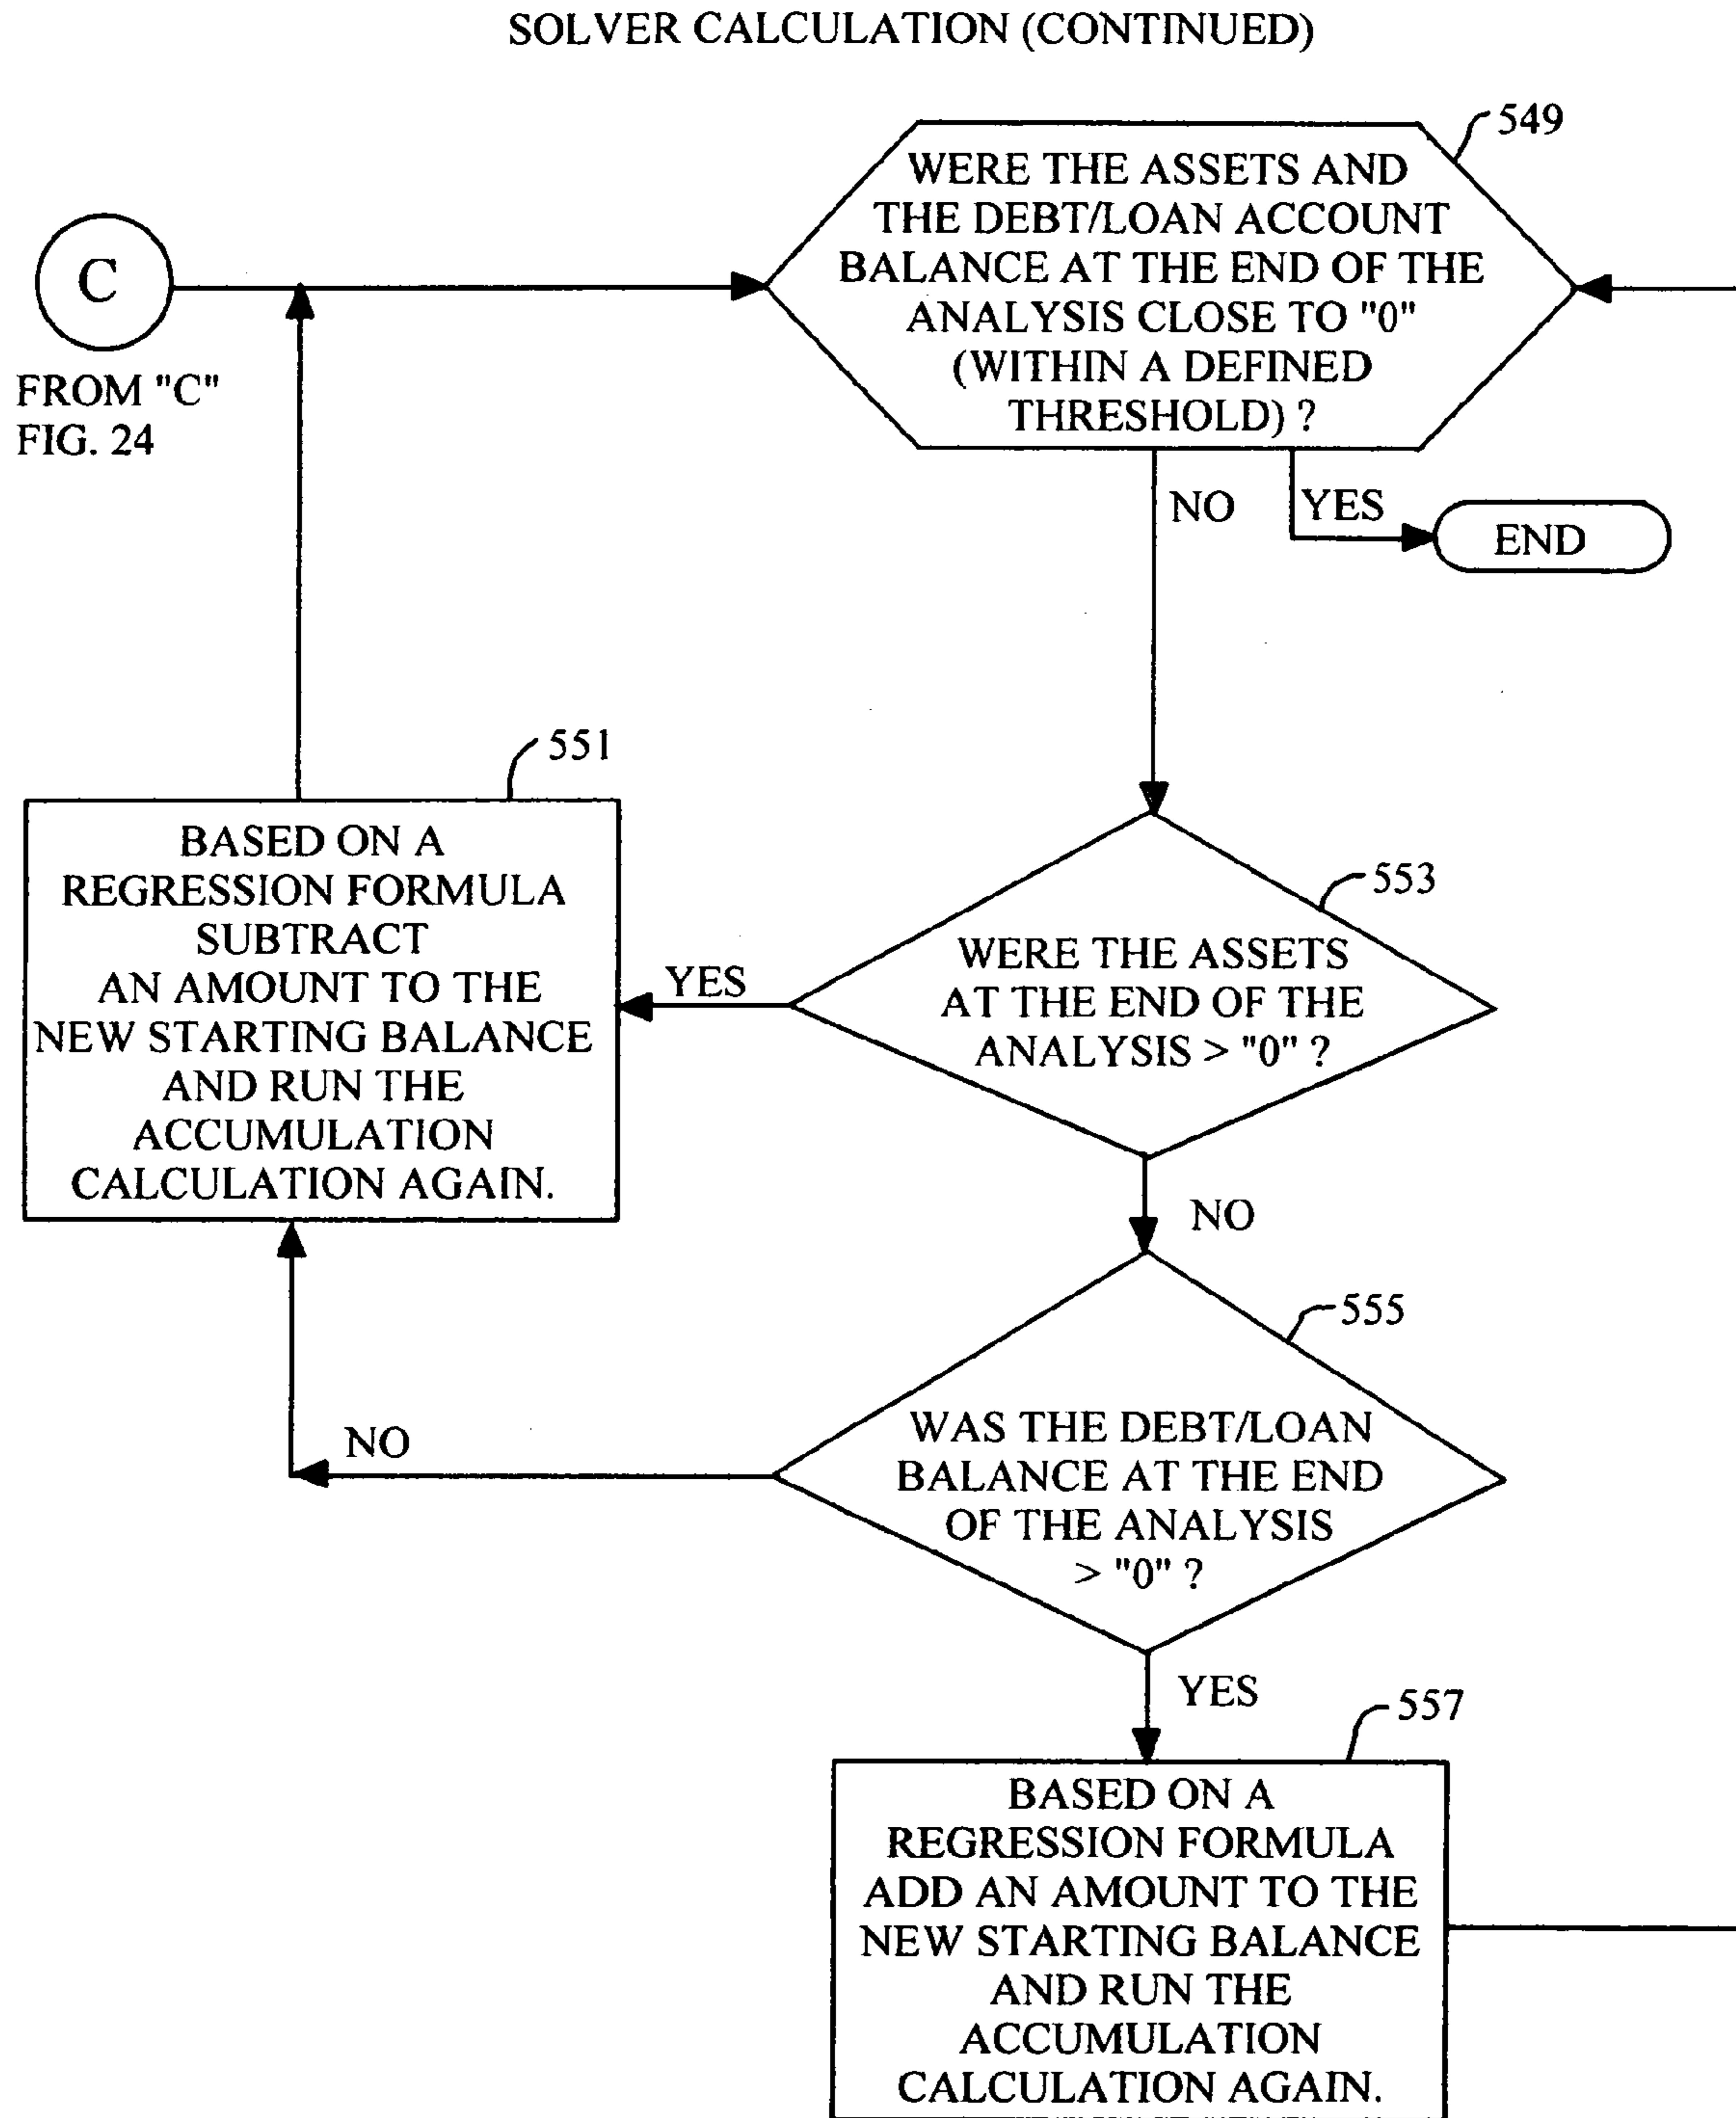 SOLVER CALCULATION (CONTINUED)
549
WERE THE ASSETS AND
THE DEBT/LOAN ACCOUNT
BALANCE AT THE END OF THE
ANALYSIS CLOSE TO "0"
(WITHIN A DEFINED
THRESHOLD) ?
C
FROM "C"
FIG. 24
NO
YES
END
551
BASED ON A
REGRESSION FORMULA
SUBTRACT
AN AMOUNT TO THE
NEW STARTING BALANCE
AND RUN THE
ACCUMULATION
CALCULATION AGAIN.
553
WERE THE ASSETS
AT THE END OF THE
ANALYSIS > "0" ?
YES
NO
555
WAS THE DEBT/LOAN
BALANCE AT THE END
OF THE ANALYSIS
> "0" ?
NO
YES
557
BASED ON A
REGRESSION FORMULA
ADD AN AMOUNT TO THE
NEW STARTING BALANCE
AND RUN THE
ACCUMULATION
CALCULATION AGAIN.